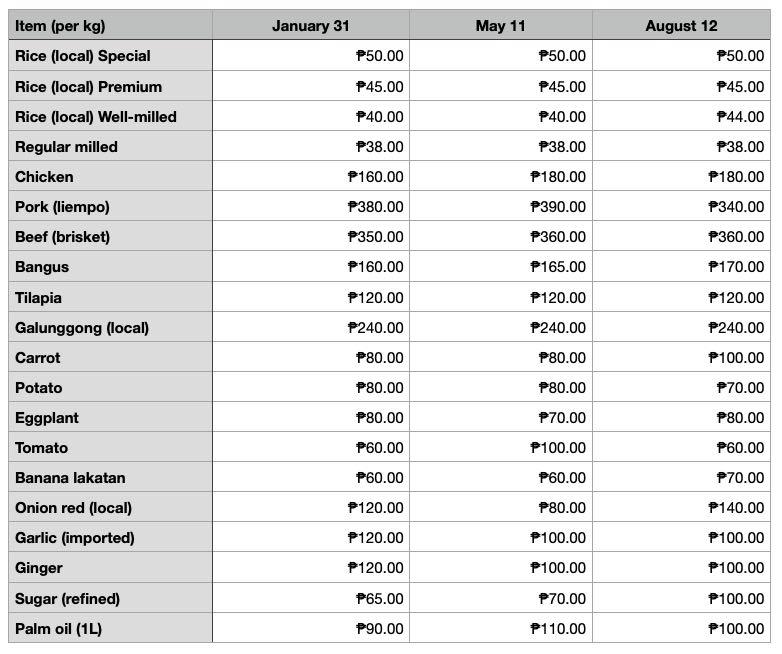 Item (per kg) January 31 May 11 August 12
Rice (local) Special ₱50.00 ₱50.00 ₱50.00
Rice (local) Premium ₱45.00 ₱45.00 ₱45.00
Rice (local) Well-milled ₱40.00 ₱40.00 ₱44.00
Regular milled ₱38.00 ₱38.00 ₱38.00
Chicken ₱160.00 ₱180.00 ₱180.00
Pork (liempo) ₱380.00 ₱390.00 ₱340.00
Beef (brisket) ₱350.00 ₱360.00 ₱360.00
Bangus ₱160.00 ₱165.00 ₱170.00
Tilapia ₱120.00 ₱120.00 ₱120.00
Galunggong (local) ₱240.00 ₱240.00 ₱240.00
Carrot ₱80.00 ₱80.00 ₱100.00
Potato ₱80.00 ₱80.00 ₱70.00
Eggplant ₱80.00 ₱70.00 ₱80.00
Tomato ₱60.00 ₱100.00 ₱60.00
Banana lakatan ₱60.00 ₱60.00 ₱70.00
Onion red (local) ₱120.00 ₱80.00 ₱140.00
Garlic (imported) ₱120.00 ₱100.00 ₱100.00
Ginger ₱120.00 ₱100.00 ₱100.00
Sugar (refined) ₱65.00 ₱70.00 ₱100.00
Palm oil (1L) ₱90.00 ₱110.00 ₱100.00